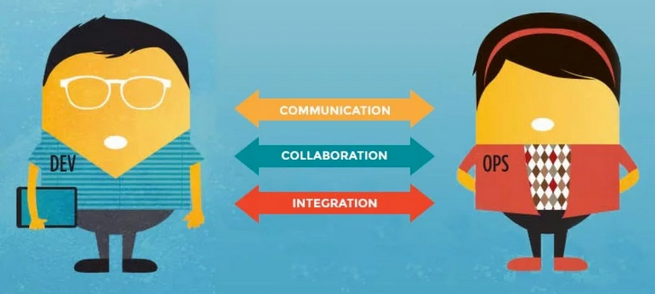 COMMUNICATION
DEV
COLLABORATION
OPS
INTEGRATION